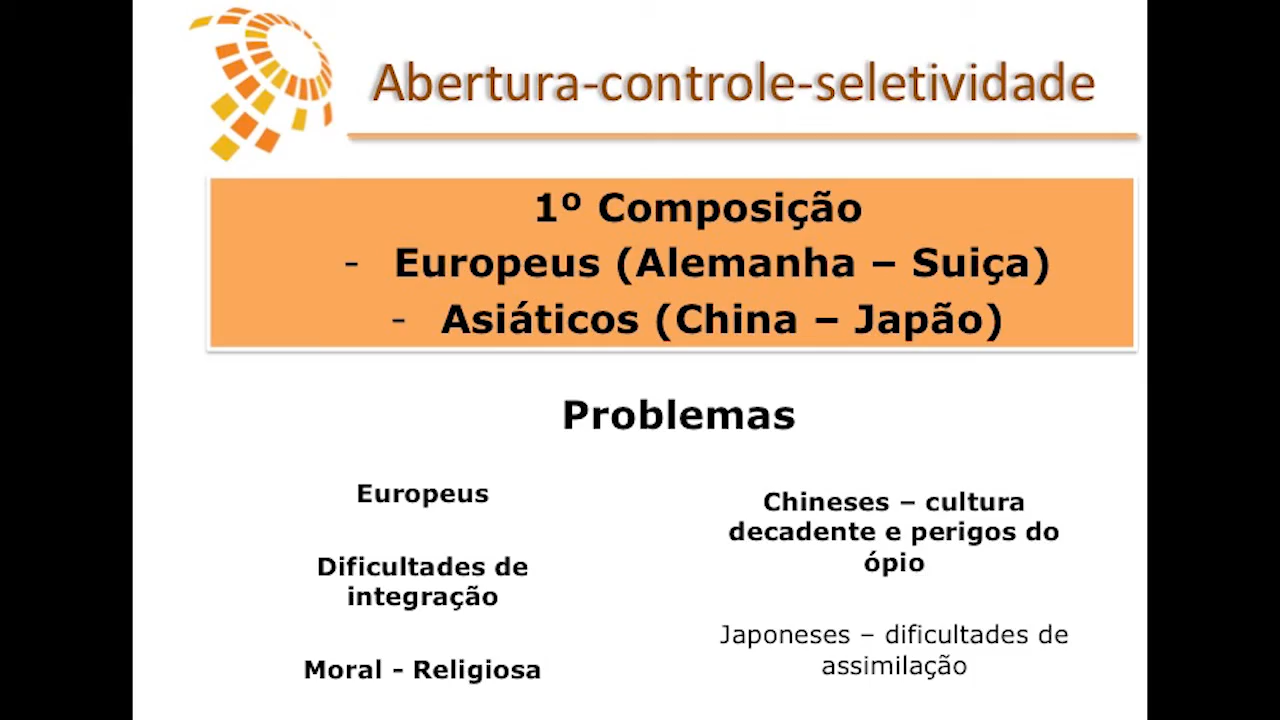 Abertura-controle-seletividade
1º Composição
- Europeus (Alemanha – Suiça)
- Asiáticos (China – Japão)
Problemas
Europeus
Dificultades de
integração
Moral - Religiosa
Chineses – cultura
decadente e perigos do
ópio
Japoneses – dificultades de
assimilação